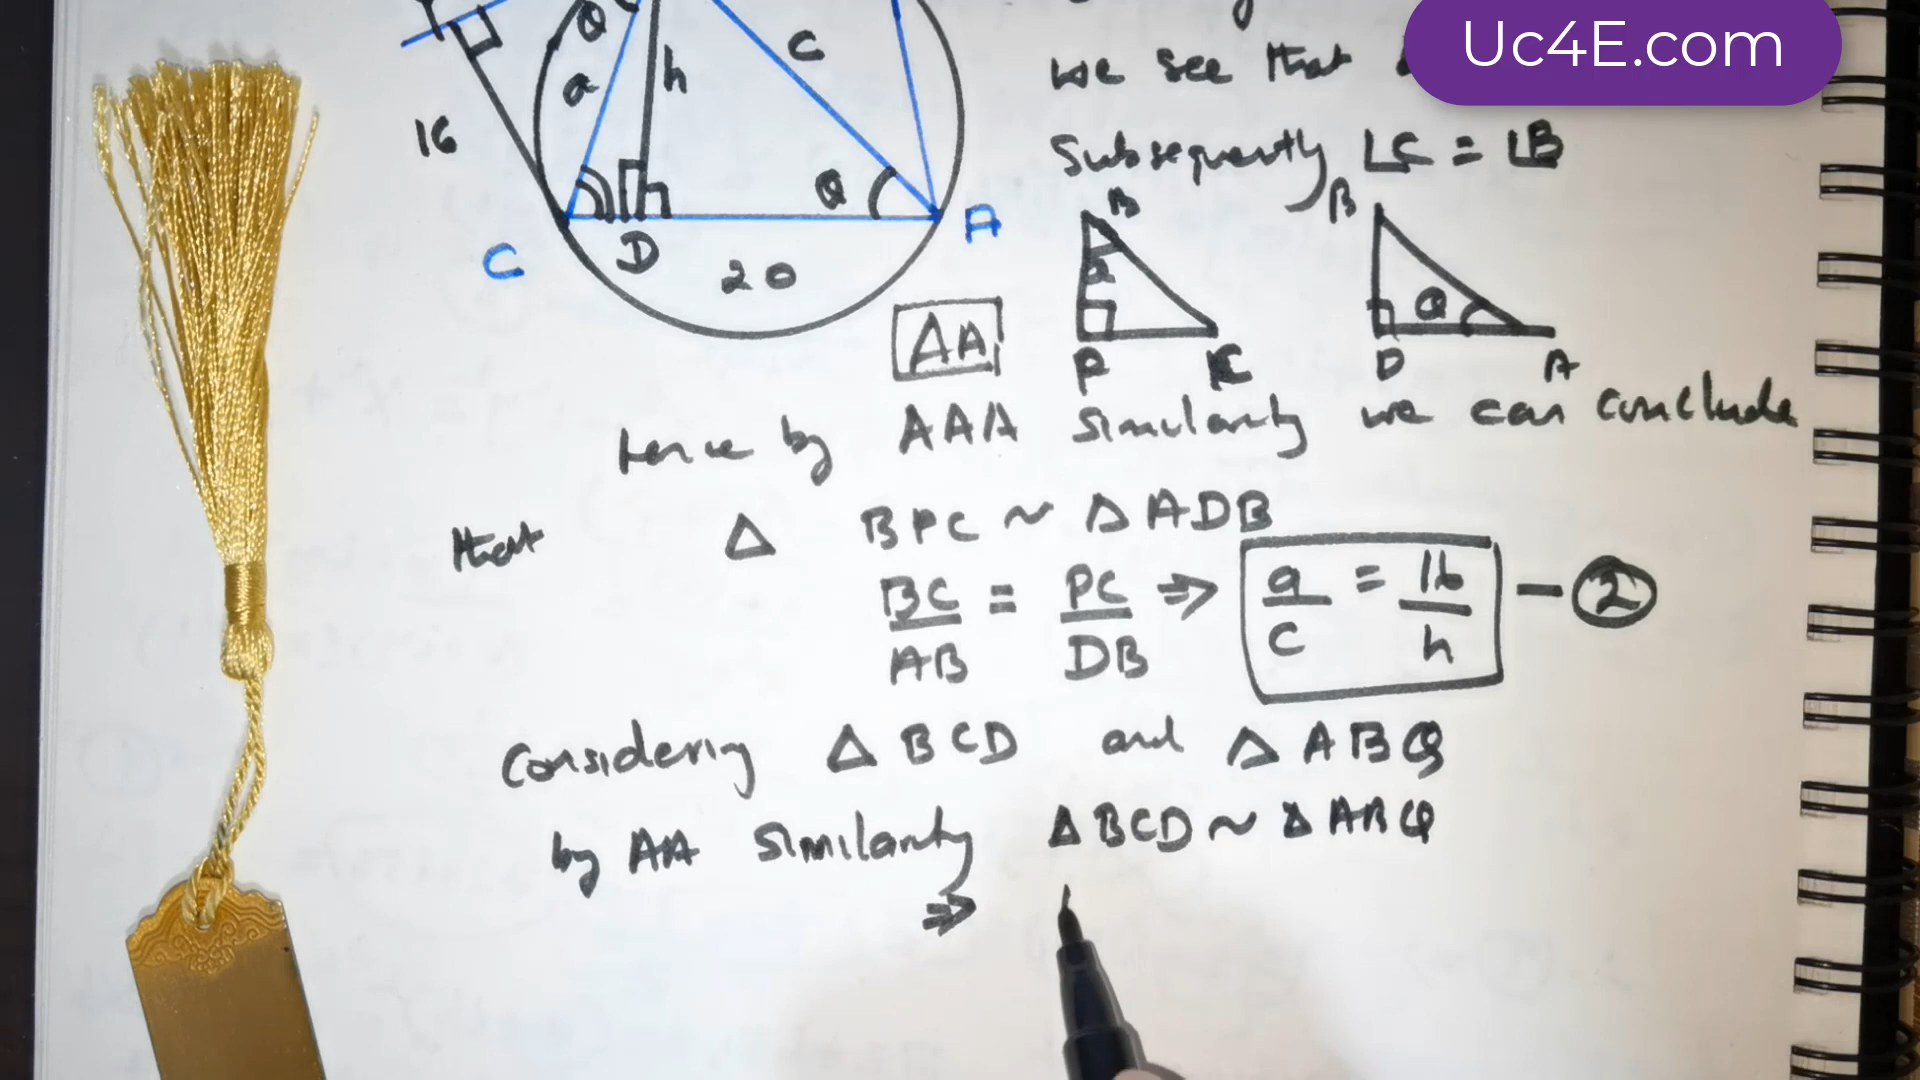 Uc4E.com
we see that
Subsequently ∠C = ∠B
16
Q
a
h
c
Q
C
D
20
A
B
P
C
B
Q
D
A
AA
hence by AAA similarity we can conclude
that Δ BPC ~ Δ ADB
BC/AB = PC/DB ⇒ a/c = 16/h - 2
Considering Δ BCD and Δ ABQ
by AA Similarity Δ BCD ~ Δ ABQ
⇒